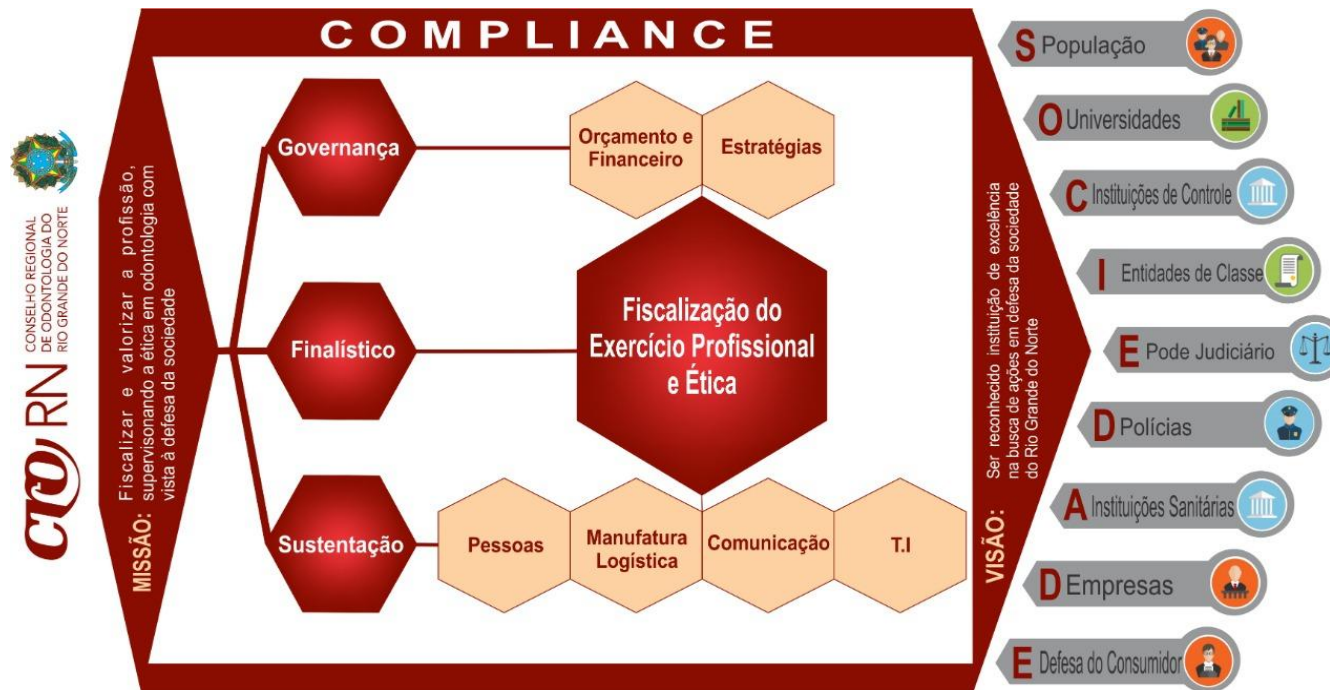 COMPLIANCE
cro RN
CONSELHO REGIONAL
DE ODONTOLOGIA DO
RIO GRANDE DO NORTE
MISSÃO: Fiscalizar e valorizar a profissão,
supervisionando a ética em odontologia com
vista à defesa da sociedade
Governança
Orçamento e
Financeiro
Estratégias
Finalístico
Fiscalização do
Exercício Profissional
e Ética
Sustentação
Pessoas
Manufatura
Logística
Comunicação
T.I
VISÃO: Ser reconhecido instituição de excelência
na busca de ações em defesa da sociedade
do Rio Grande do Norte
S População
O Universidades
C Instituições de Controle
I Entidades de Classe
E Pode Judiciário
D Polícias
A Instituições Sanitárias
D Empresas
E Defesa do Consumidor